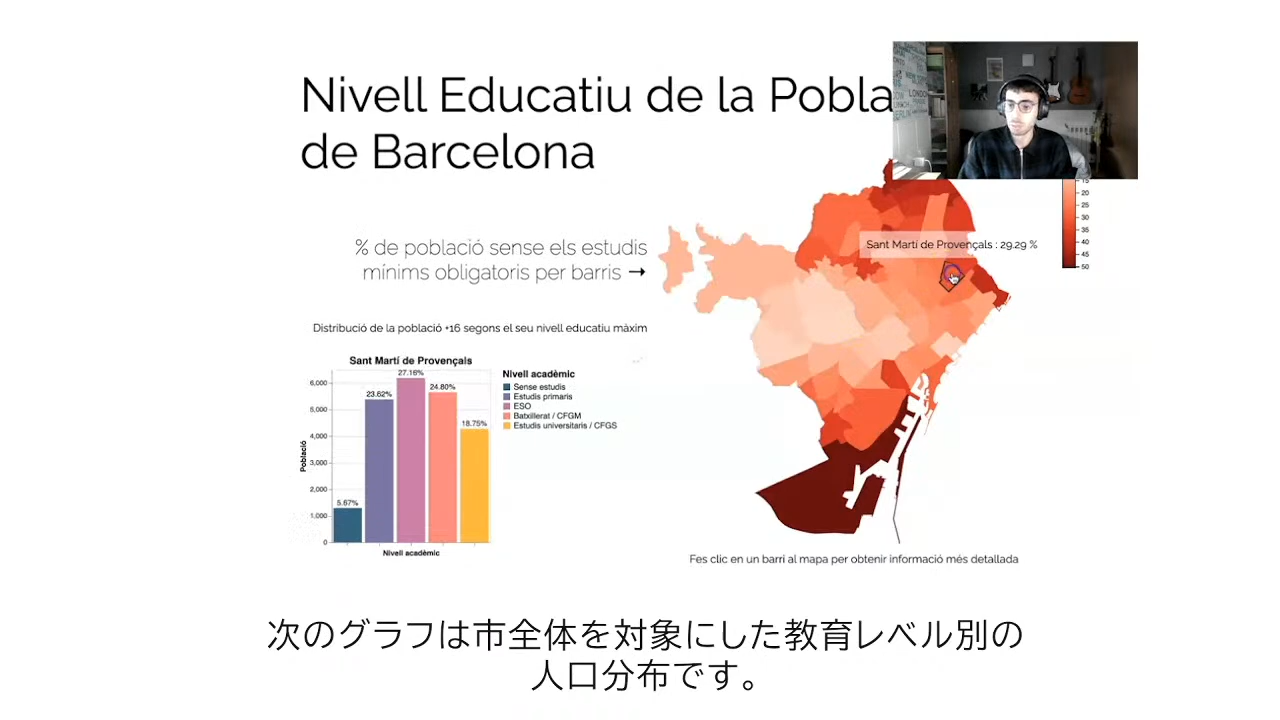 Nivell Educatiu de la Pobla
de Barcelona
LONDON
BERLIN
15
20
25
30
35
40
45
50
Sant Martí de Provençals : 29.29 %
% de població sense els estudis
mínims obligatoris per barris →
Distribució de la població +16 segons el seu nivell educatiu màxim
Sant Martí de Provençals
Població
6,000
5,000
4,000
3,000
2,000
1,000
0
5.67%
23.62%
27.16%
24.80%
18.75%
Nivell acadèmic
Nivell acadèmic
Sense estudis
Estudis primaris
ESO
Batxillerat / CFGM
Estudis universitaris / CFGS
Fes clic en un barri al mapa per obtenir informació més detallada
次のグラフは市全体を対象にした教育レベル別の
人口分布です。